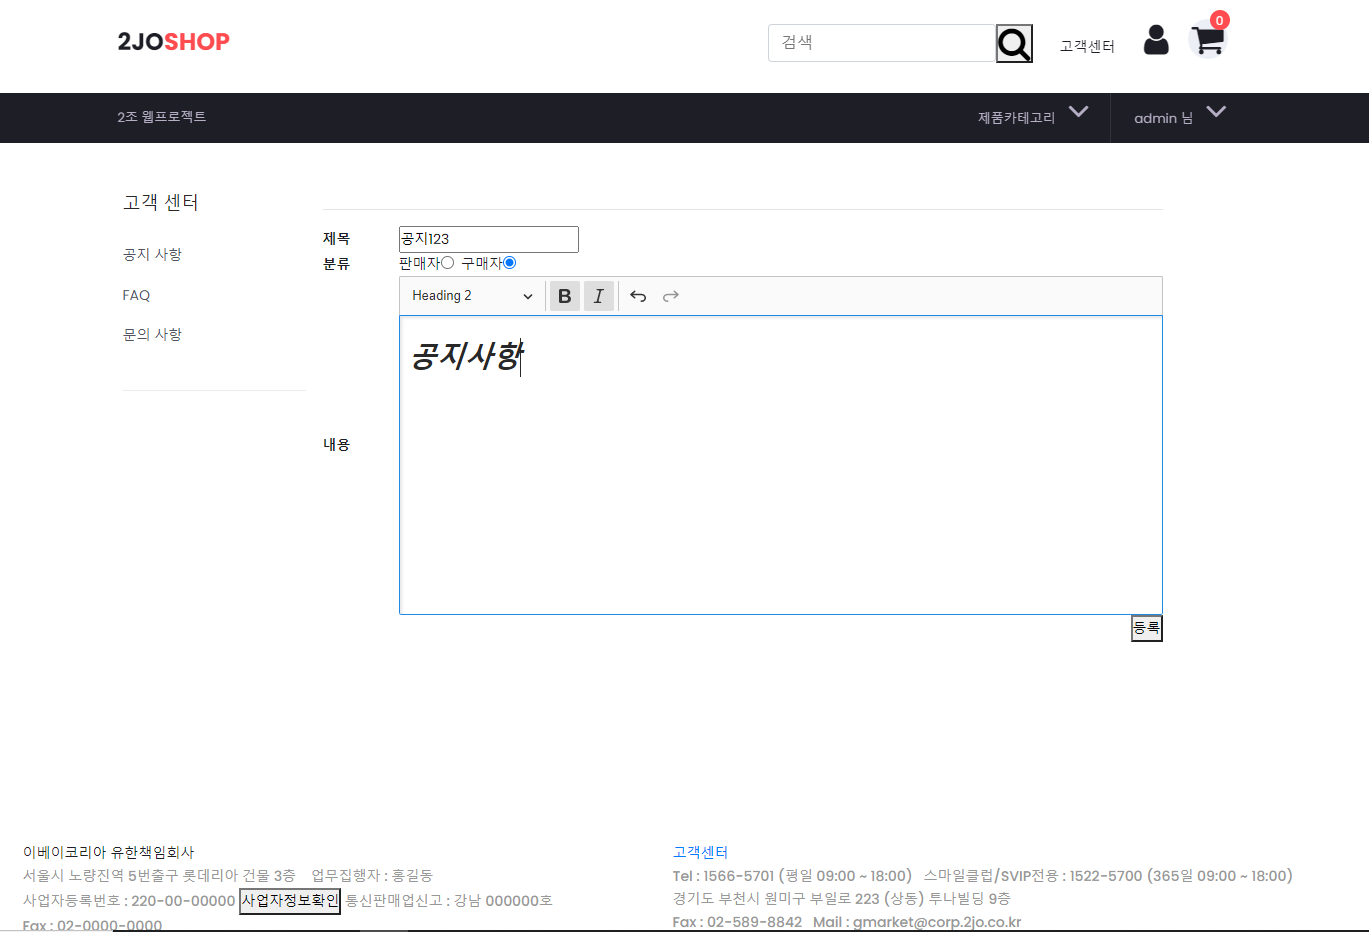 2JOSHOP
검색
고객센터
0
2조 웹프로젝트
제품카테고리
admin 님
고객 센터
공지 사항
FAQ
문의 사항
제목
공지123
분류
판매자 구매자
Heading 2
B I
공지사항
내용
등록
이베이코리아 유한책임회사
서울시 노량진역 5번출구 롯데리아 건물 3층 업무집행자 : 홍길동
사업자등록번호 : 220-00-00000 사업자정보확인 통신판매업신고 : 강남 000000호
Fax : 02-0000-0000
고객센터
Tel : 1566-5701 (평일 09:00 ~ 18:00) 스마일클럽/SVIP전용 : 1522-5700 (365일 09:00 ~ 18:00)
경기도 부천시 원미구 부일로 223 (상동) 투나빌딩 9층
Fax : 02-589-8842 Mail : gmarket@corp.2jo.co.kr